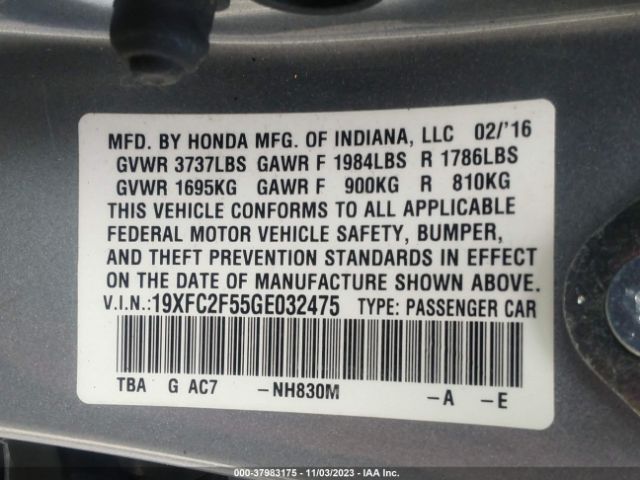 MFD. BY HONDA MFG. OF INDIANA, LLC 02/'16
GVWR 3737LBS GAWR F 1984LBS R 1786LBS
GVWR 1695KG GAWR F 900KG R 810KG
THIS VEHICLE CONFORMS TO ALL APPLICABLE
FEDERAL MOTOR VEHICLE SAFETY, BUMPER,
AND THEFT PREVENTION STANDARDS IN EFFECT
ON THE DATE OF MANUFACTURE SHOWN ABOVE.
V.I.N.:19XFC2F55GE032475 TYPE: PASSENGER CAR
TBA G AC7 -NH830M -A -E
000-37983175 - 11/03/2023 - IAA Inc.